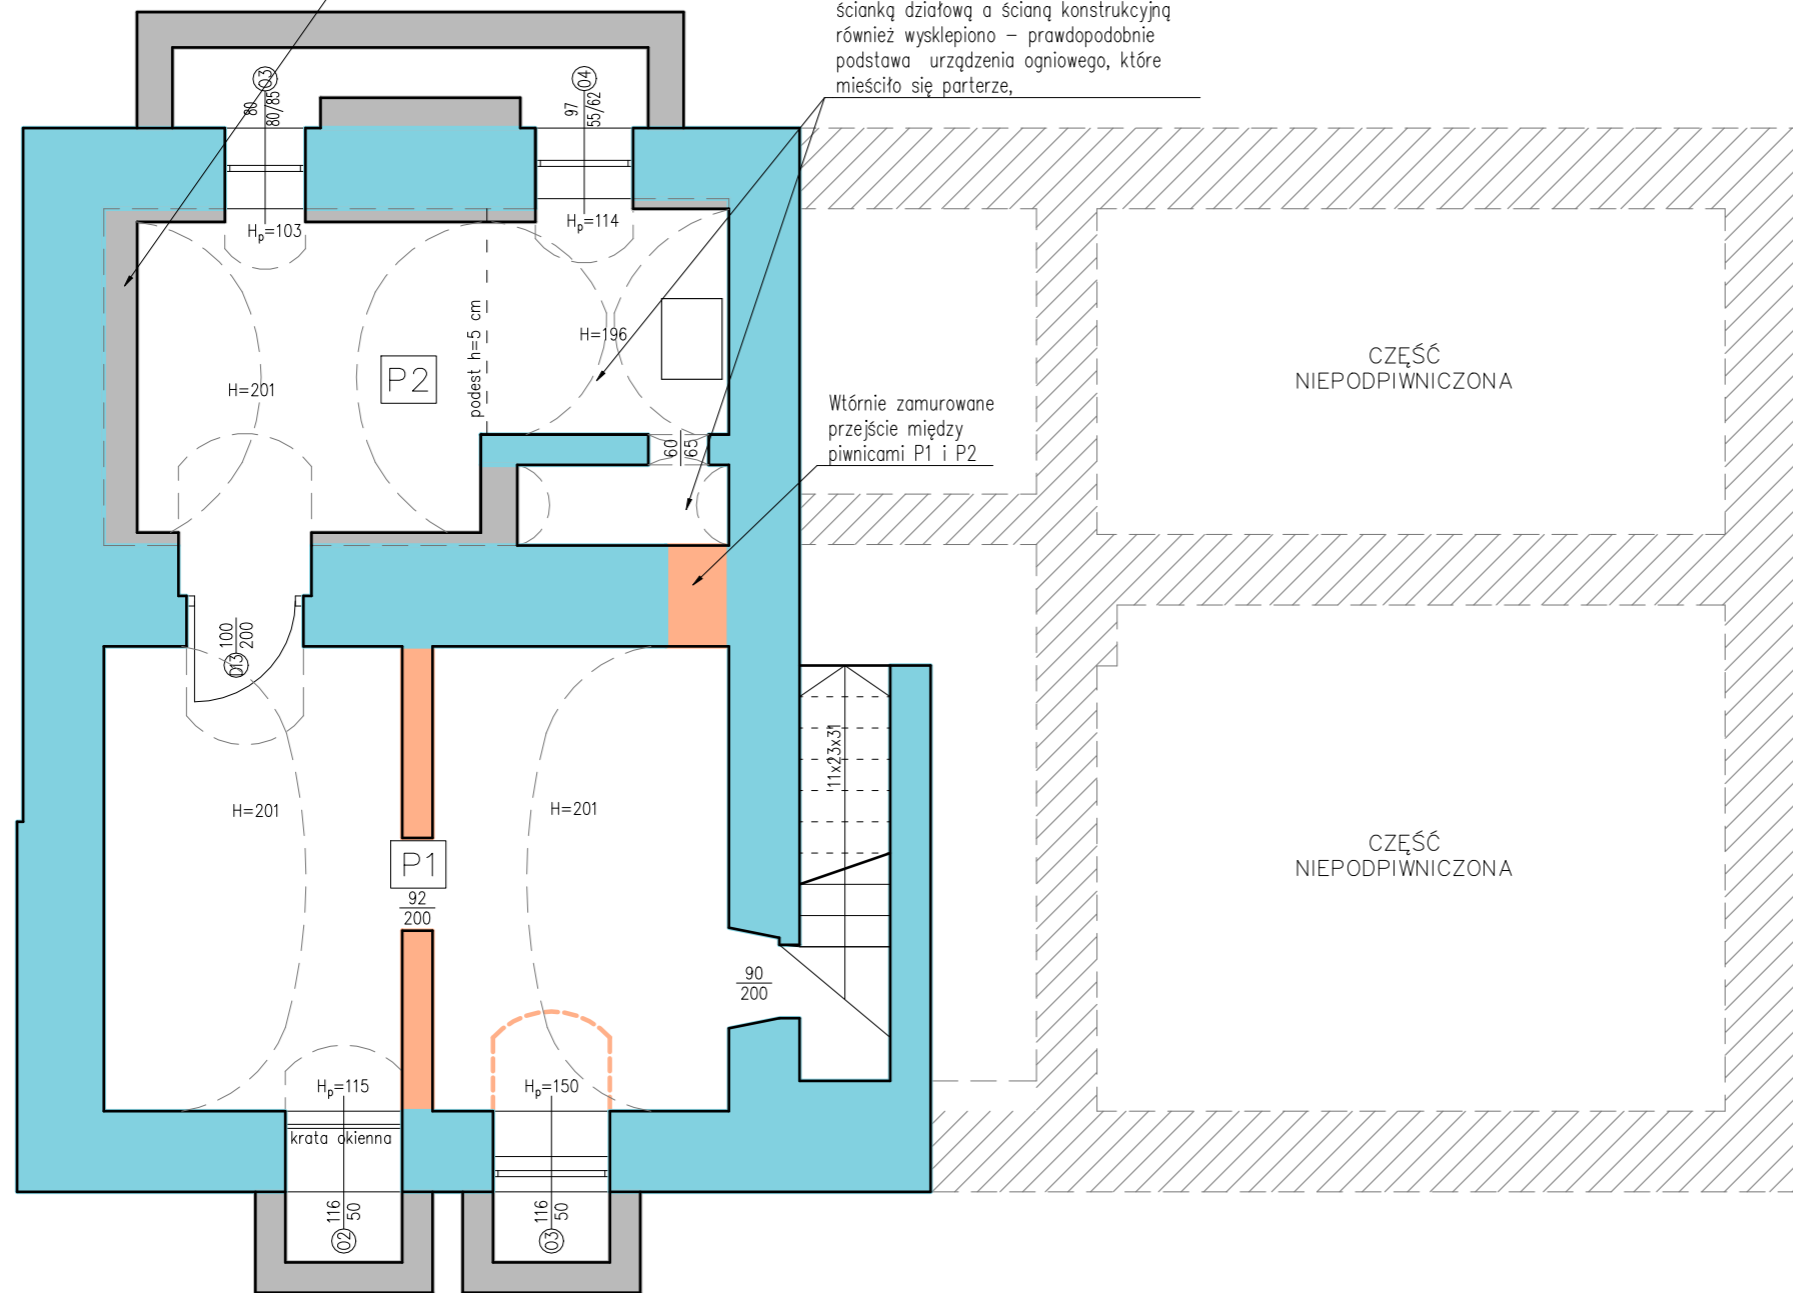 ścianką działową a ścianą konstrukcyjną
również wysklepiono – prawdopodobnie
podstawa urządzenia ogniowego, które
mieściło się parterze,
03
80
80/85
04
97
55/62
Hp=103
Hp=114
podest h=5 cm
H=196
P2
H=201
CZĘŚĆ
NIEPODPIWNICZONA
Wtórnie zamurowane
przejście między
piwnicami P1 i P2
60
65
100
200
D13
11x23x31
H=201
H=201
P1
92
200
CZĘŚĆ
NIEPODPIWNICZONA
90
200
Hp=115
Hp=150
krata okienna
116
50
02
116
50
03